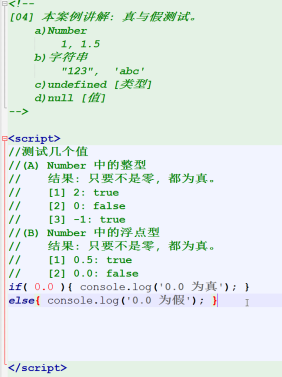 <!--
[04] 本案例讲解：真与假测试。
a)Number
1, 1.5
b)字符串
"123", 'abc'
c)undefined [类型]
d)null [值]
-->
<script>
//测试几个值
//(A) Number 中的整型
// 结果：只要不是零，都为真。
// [1] 2: true
// [2] 0: false
// [3] -1: true
//(B) Number 中的浮点型
// 结果：只要不是零，都为真。
// [1] 0.5: true
// [2] 0.0: false
if( 0.0 ){ console.log('0.0 为真'); }
else{ console.log('0.0 为假'); }
</script>